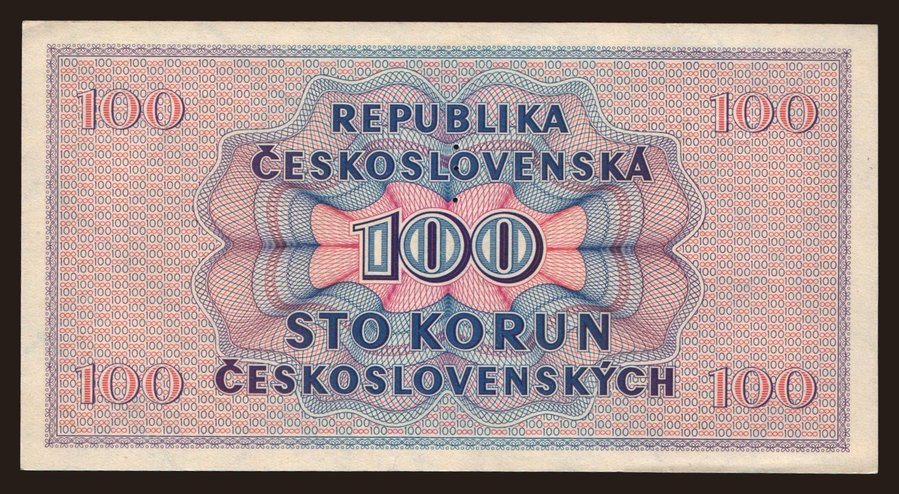 100 100
REPUBLIKA
ČESKOSLOVENSKÁ
100
STO KORUN
ČESKOSLOVENSKÝCH
100 100